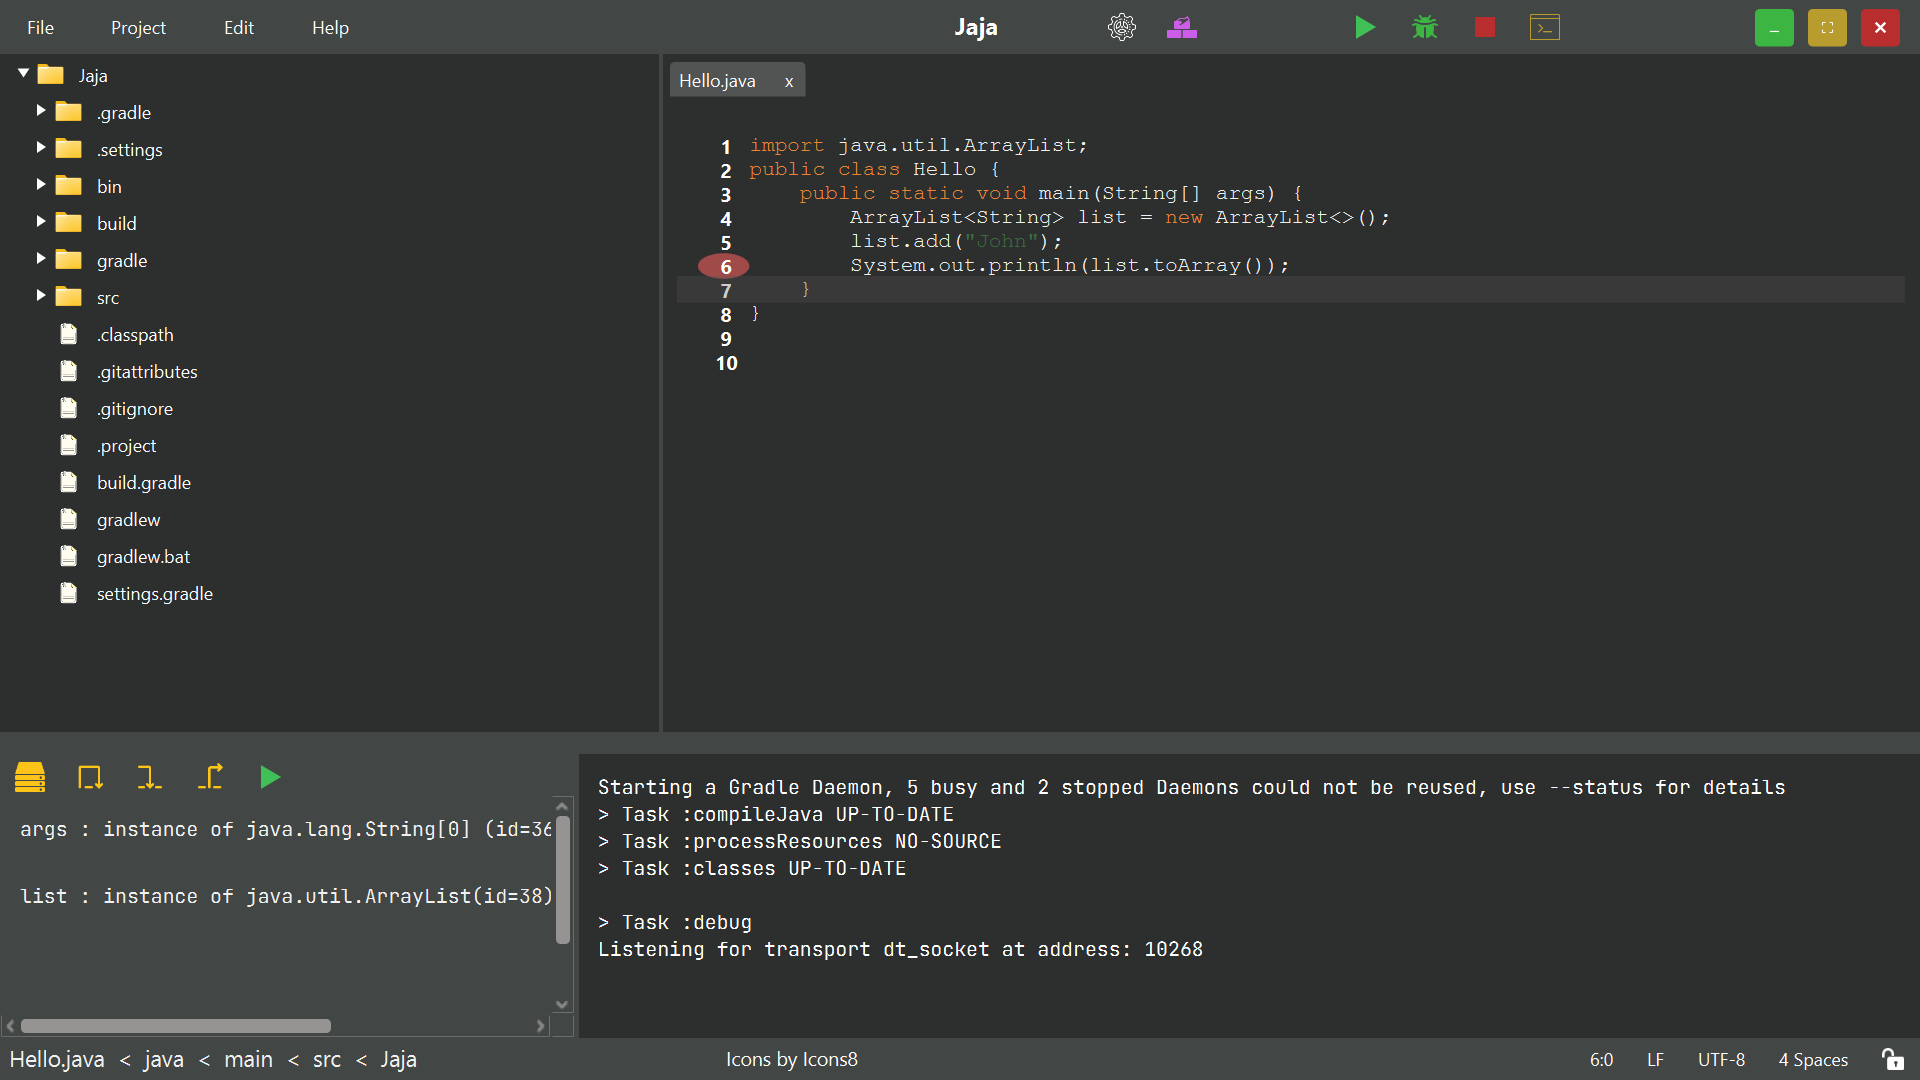 File Project Edit Help Jaja
Jaja
.gradle
.settings
bin
build
gradle
src
.classpath
.gitattributes
.gitignore
.project
build.gradle
gradlew
gradlew.bat
settings.gradle
Hello.java x
1 import java.util.ArrayList;
2 public class Hello {
3     public static void main(String[] args) {
4         ArrayList<String> list = new ArrayList<>();
5         list.add("John");
6         System.out.println(list.toArray());
7     }
8 }
9
10
args : instance of java.lang.String[0] (id=36
list : instance of java.util.ArrayList(id=38)
Starting a Gradle Daemon, 5 busy and 2 stopped Daemons could not be reused, use --status for details
> Task :compileJava UP-TO-DATE
> Task :processResources NO-SOURCE
> Task :classes UP-TO-DATE
> Task :debug
Listening for transport dt_socket at address: 10268
Hello.java < java < main < src < Jaja Icons by Icons8 6:0 LF UTF-8 4 Spaces